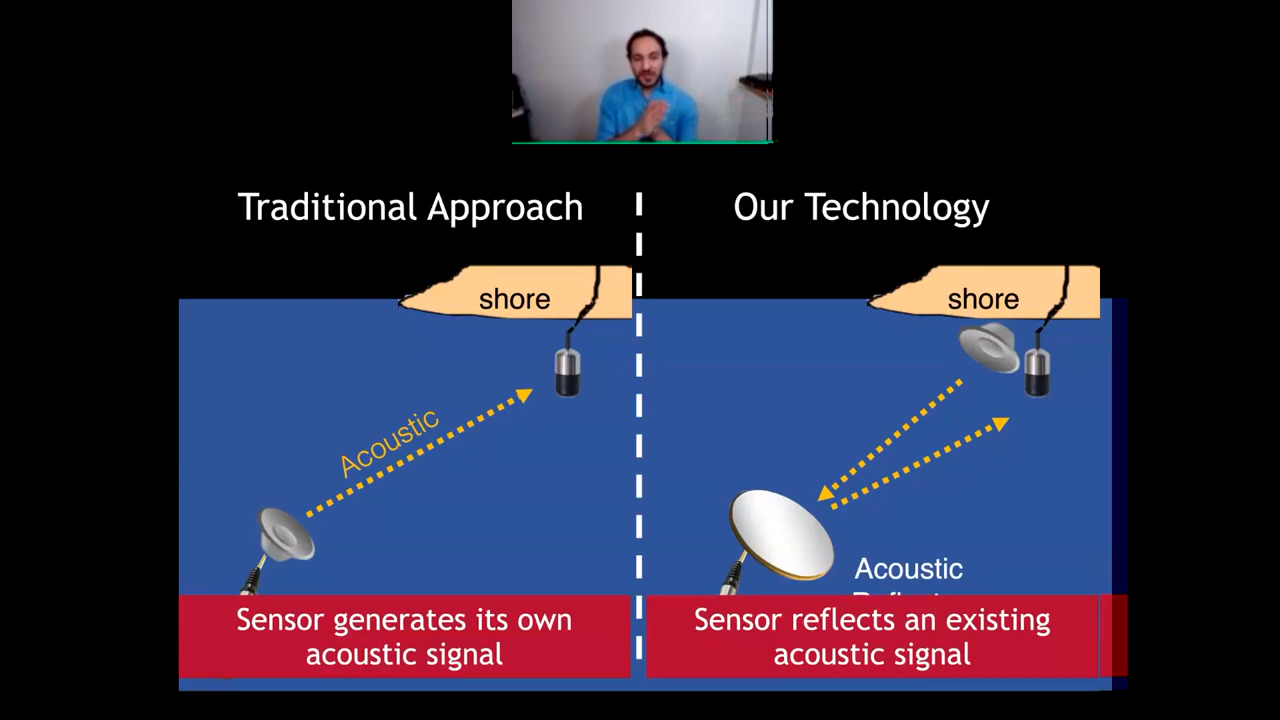 Traditional Approach
Our Technology
shore
shore
Acoustic
Acoustic
Sensor generates its own
acoustic signal
Sensor reflects an existing
acoustic signal